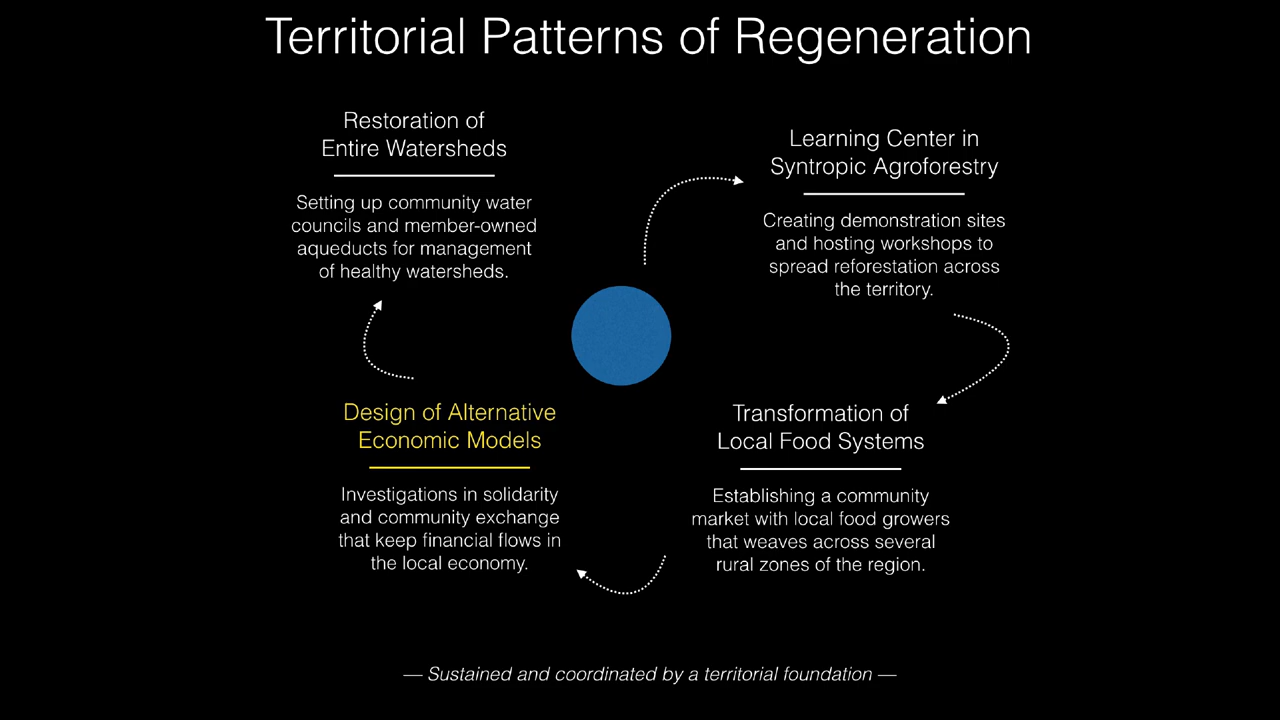 Territorial Patterns of Regeneration
Restoration of
Entire Watersheds
Setting up community water
councils and member-owned
aqueducts for management
of healthy watersheds.
Learning Center in
Syntropic Agroforestry
Creating demonstration sites
and hosting workshops to
spread reforestation across
the territory.
Design of Alternative
Economic Models
Investigations in solidarity
and community exchange
that keep financial flows in
the local economy.
Transformation of
Local Food Systems
Establishing a community
market with local food growers
that weaves across several
rural zones of the region.
— Sustained and coordinated by a territorial foundation —